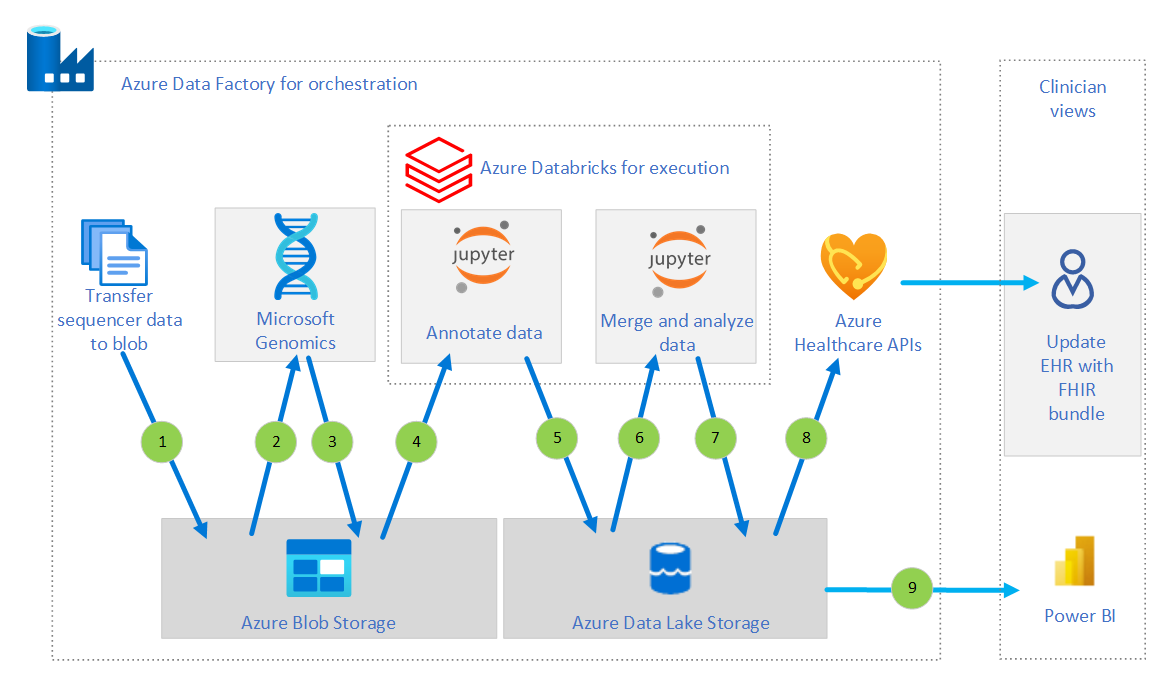 Azure Data Factory for orchestration
Clinician
views
Azure Databricks for execution
jupyter
jupyter
Transfer
sequencer data
to blob
Microsoft
Genomics
Annotate data
Merge and analyze
data
Azure
Healthcare APIs
Update
EHR with
FHIR
bundle
1
2
3
4
5
6
7
8
Azure Blob Storage
Azure Data Lake Storage
9
Power BI